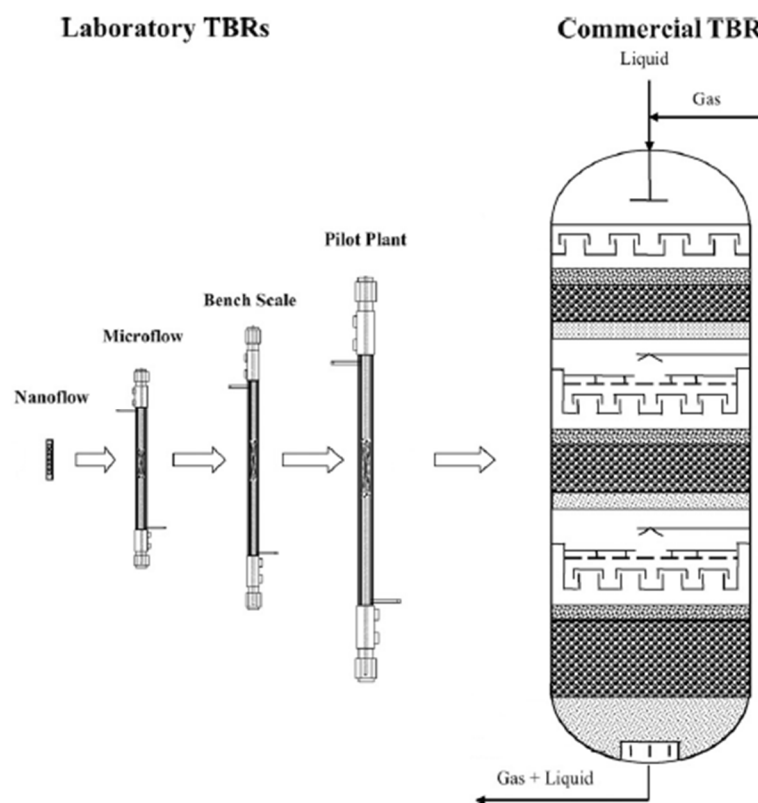 Laboratory TBRs
Commercial TBR
Liquid
Gas
Pilot Plant
Bench Scale
Microflow
Nanoflow
Gas + Liquid